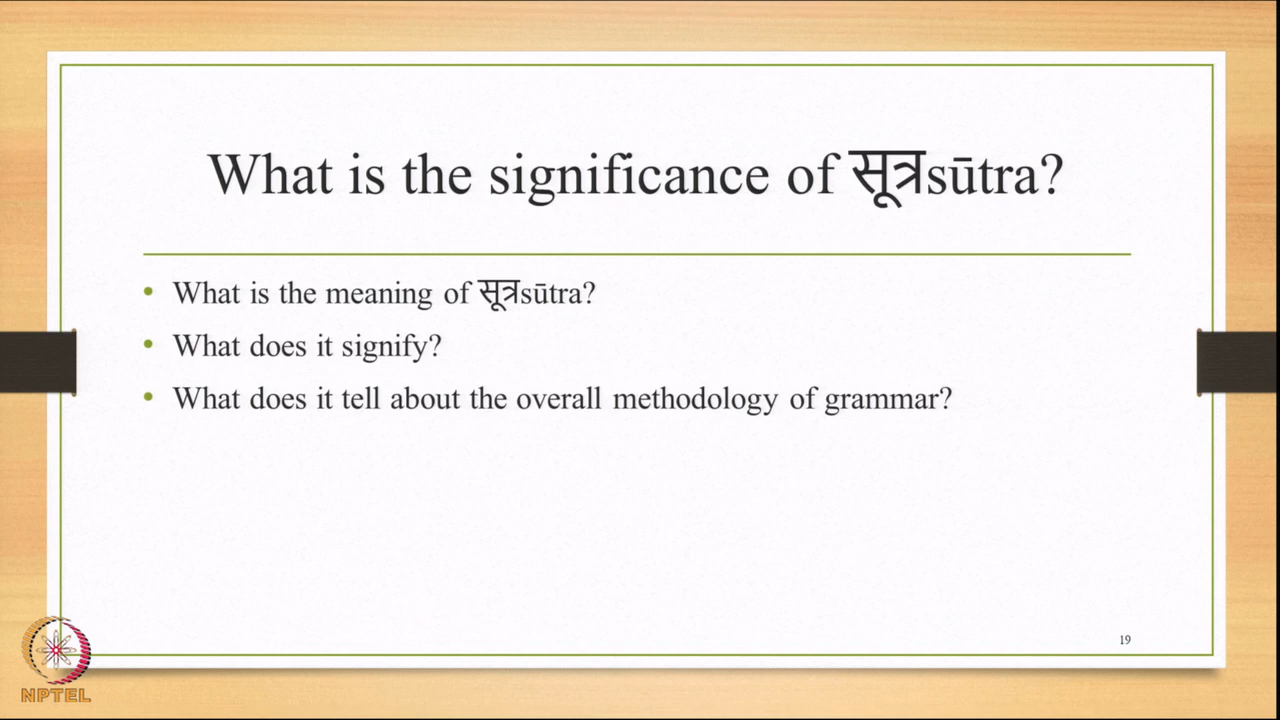 What is the significance of सूत्रsūtra?
• What is the meaning of सूत्रsūtra?
• What does it signify?
• What does it tell about the overall methodology of grammar?
19
NPTEL